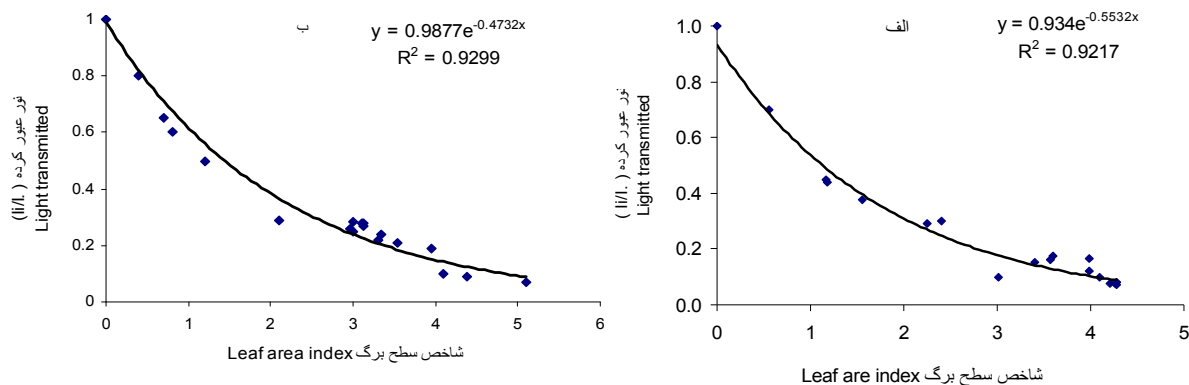 ب
y = 0.9877e^-0.4732x
R² = 0.9299
نور عبور کرده ( Ii/I.)
Light transmitted
1
0.8
0.6
0.4
0.2
0
0 1 2 3 4 5 6
Leaf area index شاخص سطح برگ
الف
y = 0.934e^-0.5532x
R² = 0.9217
نور عبور کرده ( Ii/I. )
Light transmitted
1.0
0.8
0.6
0.4
0.2
0.0
0 1 2 3 4 5
Leaf are index شاخص سطح برگ